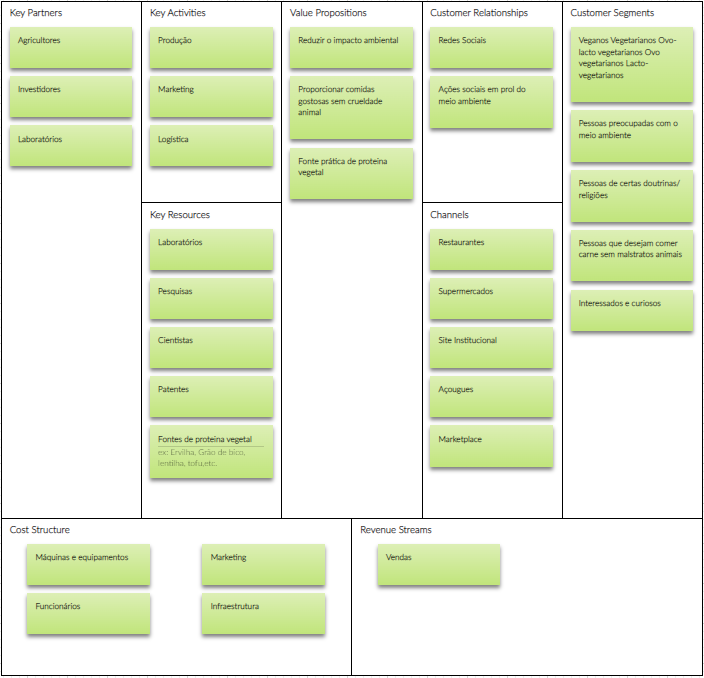 Key Partners
Agricultores
Investidores
Laboratórios
Key Activities
Produção
Marketing
Logística
Key Resources
Laboratórios
Pesquisas
Cientistas
Patentes
Fontes de proteína vegetal
ex: Ervilha, Grão de bico,
lentilha, tofu,etc.
Value Propositions
Reduzir o impacto ambiental
Proporcionar comidas
gostosas sem crueldade
animal
Fonte prática de proteína
vegetal
Customer Relationships
Redes Sociais
Ações sociais em prol do
meio ambiente
Channels
Restaurantes
Supermercados
Site Institucional
Açougues
Marketplace
Customer Segments
Veganos Vegetarianos Ovo-
lacto vegetarianos Ovo
vegetarianos Lacto-
vegetarianos
Pessoas preocupadas com o
meio ambiente
Pessoas de certas doutrinas/
religiões
Pessoas que desejam comer
carne sem malstratos animais
Interessados e curiosos
Cost Structure
Máquinas e equipamentos
Marketing
Funcionários
Infraestrutura
Revenue Streams
Vendas